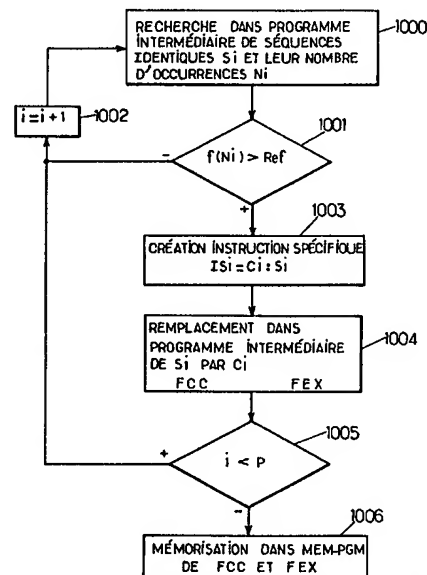 RECHERCHE DANS PROGRAMME
INTERMÉDIAIRE DE SÉQUENCES
IDENTIQUES Si ET LEUR NOMBRE
D'OCCURRENCES Ni
1000
i=i+1
1002
1001
f(Ni) > Ref
-
+
1003
CRÉATION INSTRUCTION SPÉCIFIQUE
ISi=Ci:Si
REMPLACEMENT DANS
PROGRAMME INTERMÉDIAIRE
DE Si PAR Ci
FCC FEX
1004
1005
i < P
+
-
1006
MÉMORISATION DANS MEM-PGM
DE FCC ET FEX